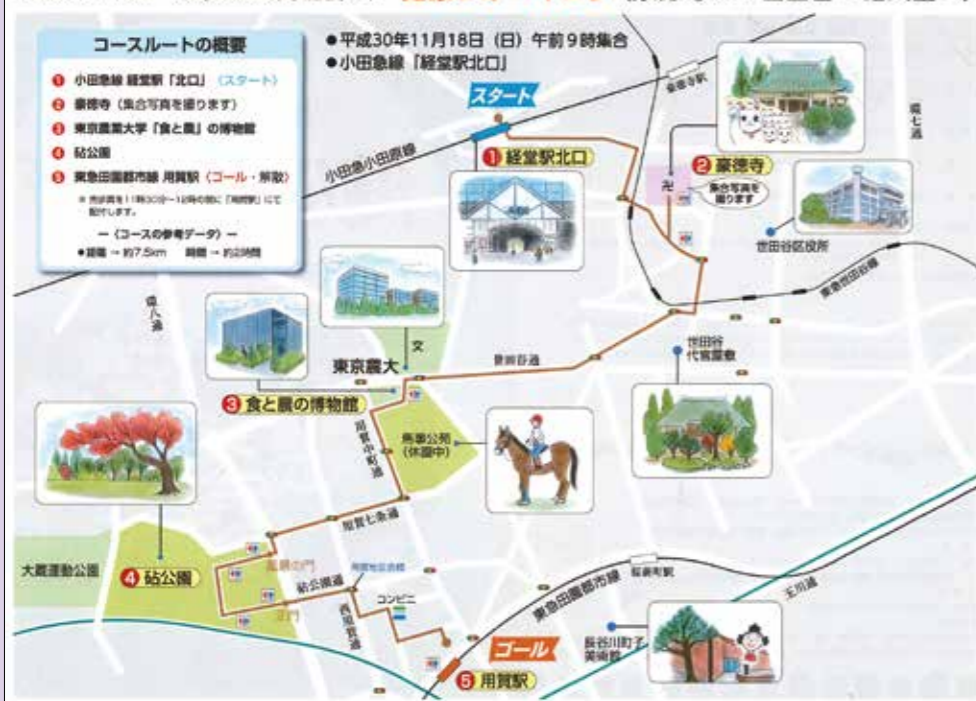 コースルートの概要
❶ 小田急線 経堂駅「北口」〈スタート〉
❷ 豪徳寺（集合写真を撮ります）
❸ 東京農業大学「食と農」の博物館
❹ 砧公園
❺ 東急田園都市線 用賀駅〈ゴール・解散〉
配付します。
ー〈コースの参考データ〉ー
●距離 → 約7.5km 時間 → 約2時間
●平成30年11月18日（日）午前9時集合
●小田急線「経堂駅北口」
スタート
小田急小田原線
❶ 経堂駅北口
豪徳寺駅
環七通
❷ 豪徳寺
卍
集合写真を
撮ります
世田谷区役所
東急世田谷線
環八通
東京農大
文
世田谷通
世田谷
代官屋敷
❸ 食と農の博物館
用賀中町通
馬事公苑
(休園中)
用賀七条通
大蔵運動公園
❹ 砧公園
砧公園通
コンビニ
西用賀通
東急田園都市線
桜新町駅
玉川通
ゴール
❺ 用賀駅
長谷川町子
美術館